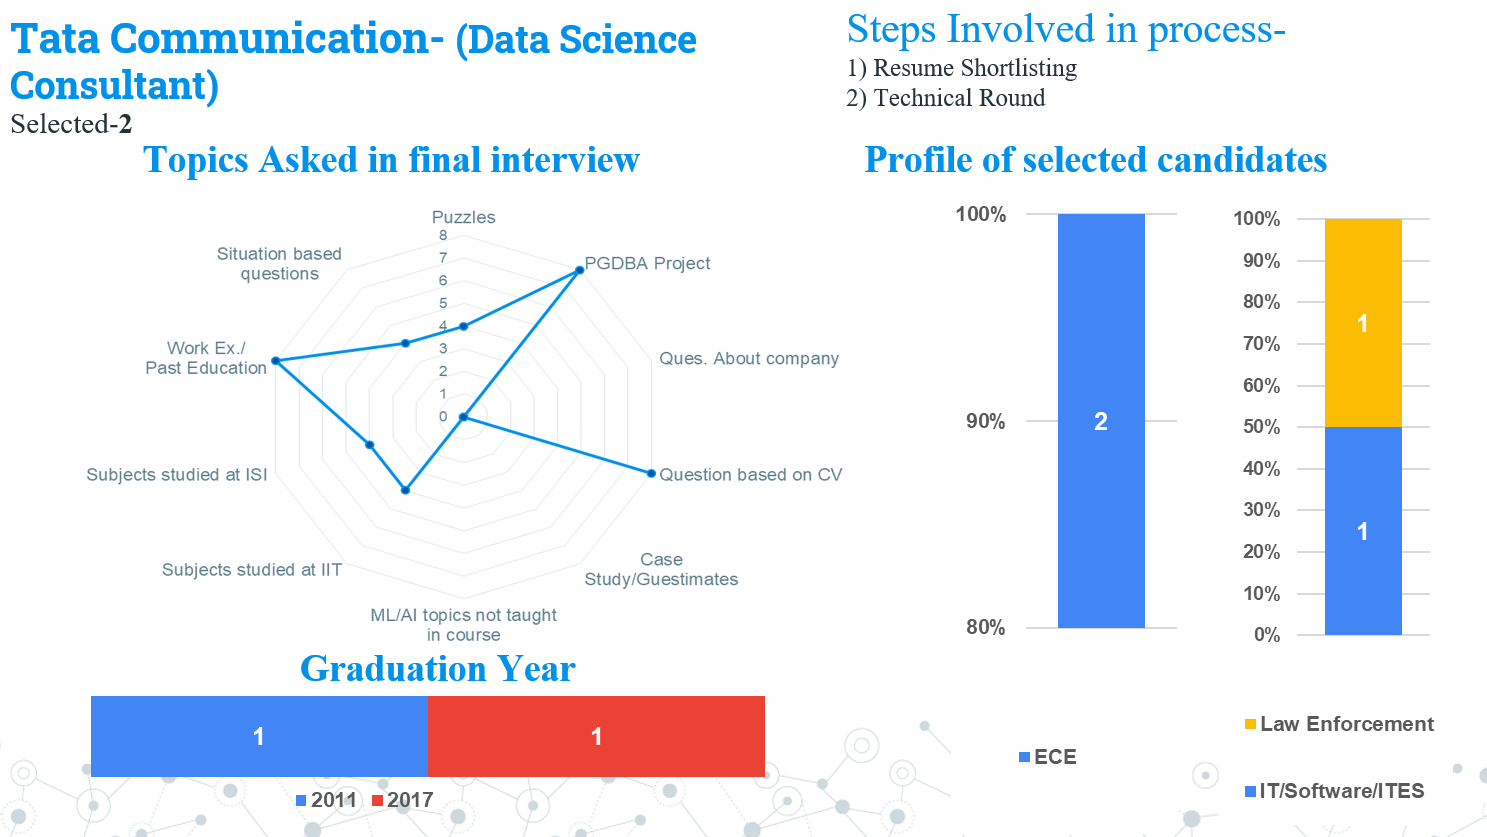 Tata Communication- (Data Science
Consultant)
Selected-2
Steps Involved in process-
1) Resume Shortlisting
2) Technical Round
Topics Asked in final interview
Puzzles
8
7
6
5
4
3
2
1
0
PGDBA Project
Ques. About company
Question based on CV
Case
Study/Guestimates
ML/AI topics not taught
in course
Subjects studied at IIT
Subjects studied at ISI
Work Ex./
Past Education
Situation based
questions
Graduation Year
1 1
2011 2017
Profile of selected candidates
100%
90%
80%
2
ECE
100%
90%
80%
70%
60%
50%
40%
30%
20%
10%
0%
1
1
Law Enforcement
IT/Software/ITES